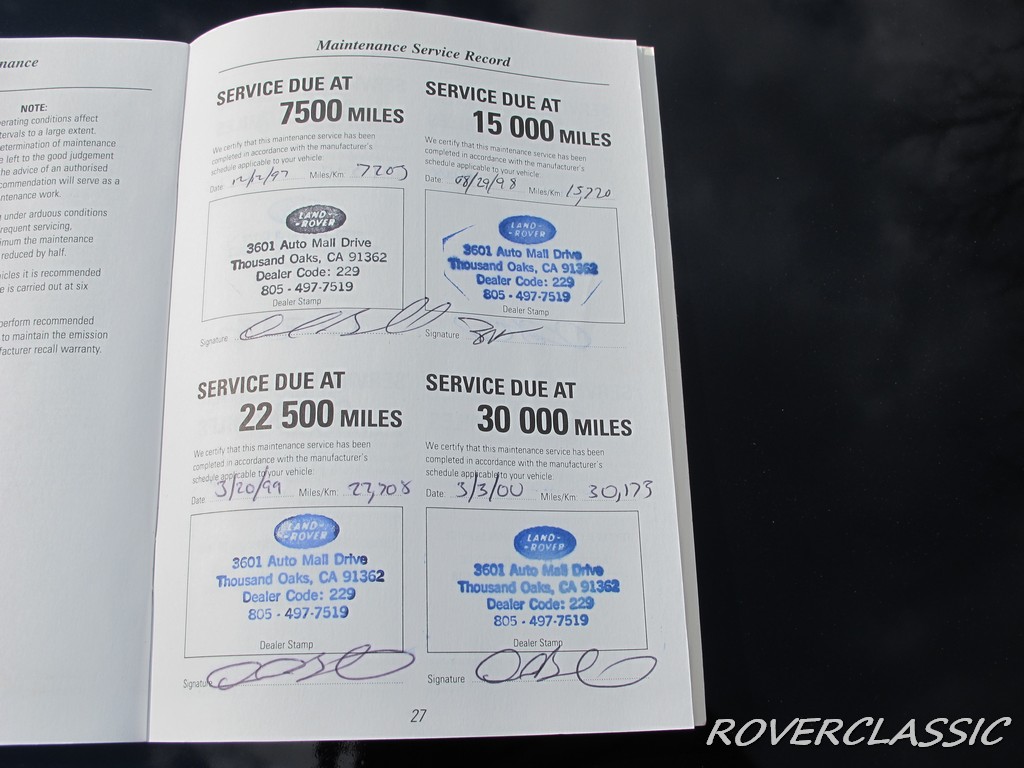 nance
NOTE:
erating conditions affect
tervals to a large extent.
etermination of maintenance
e left to the good judgement
the advice of an authorised
commendation will serve as a
ntenance work.
under arduous conditions
requent servicing,
imum the maintenance
reduced by half.
icles it is recommended
e is carried out at six
perform recommended
to maintain the emission
facturer recall warranty.
Maintenance Service Record
SERVICE DUE AT
7500 MILES
We certify that this maintenance service has been
completed in accordance with the manufacturer's
schedule applicable to your vehicle:
Date 12/2/97 Miles/Km: 7205
LAND-
-ROVER
3601 Auto Mall Drive
Thousand Oaks, CA 91362
Dealer Code: 229
805 - 497-7519
Dealer Stamp
Signature
SERVICE DUE AT
15 000 MILES
We certify that this maintenance service has been
completed in accordance with the manufacturer's
schedule applicable to your vehicle:
Date 08/29/98 Miles/Km: 15,720
LAND-
-ROVER
3601 Auto Mall Drive
Thousand Oaks, CA 91362
Dealer Code: 229
805 - 497-7519
Dealer Stamp
Signature
SERVICE DUE AT
22 500 MILES
We certify that this maintenance service has been
completed in accordance with the manufacturer's
schedule applicable to your vehicle:
Date 3/20/99 Miles/Km: 22,708
LAND-
-ROVER
3601 Auto Mall Drive
Thousand Oaks, CA 91362
Dealer Code: 229
805 - 497-7519
Dealer Stamp
Signature
SERVICE DUE AT
30 000 MILES
We certify that this maintenance service has been
completed in accordance with the manufacturer's
schedule applicable to your vehicle:
Date 3/3/00 Miles/Km: 30,173
LAND-
-ROVER
3601 Auto Mall Drive
Thousand Oaks, CA 91362
Dealer Code: 229
805 - 497-7519
Dealer Stamp
Signature
27
ROVERCLASSIC